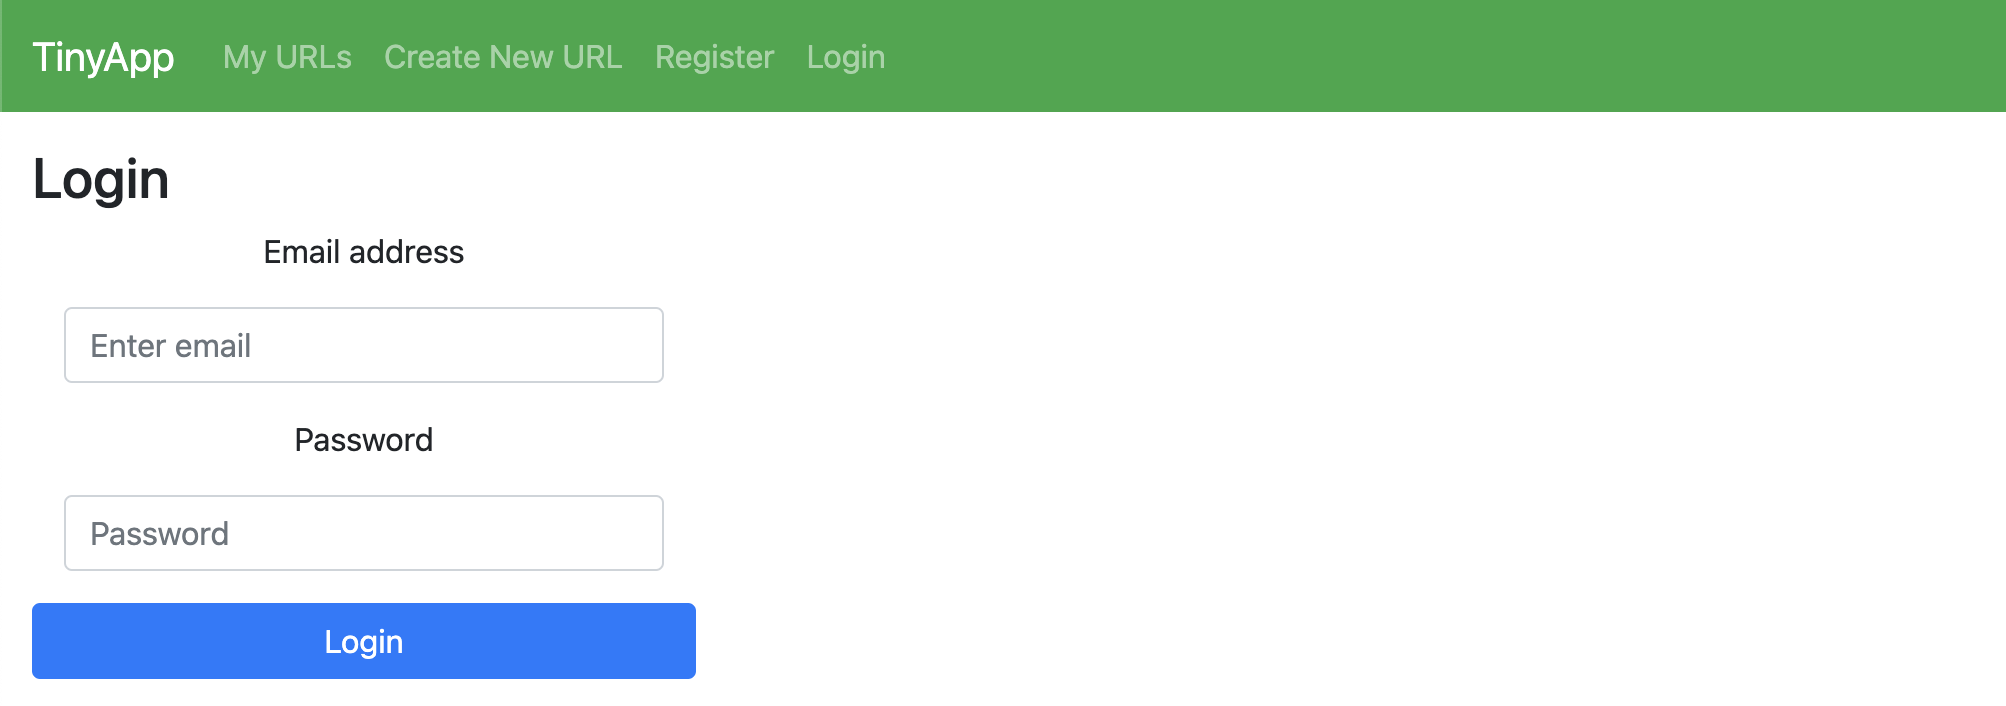 TinyApp My URLs Create New URL Register Login
Login
Email address
Enter email
Password
Password
Login